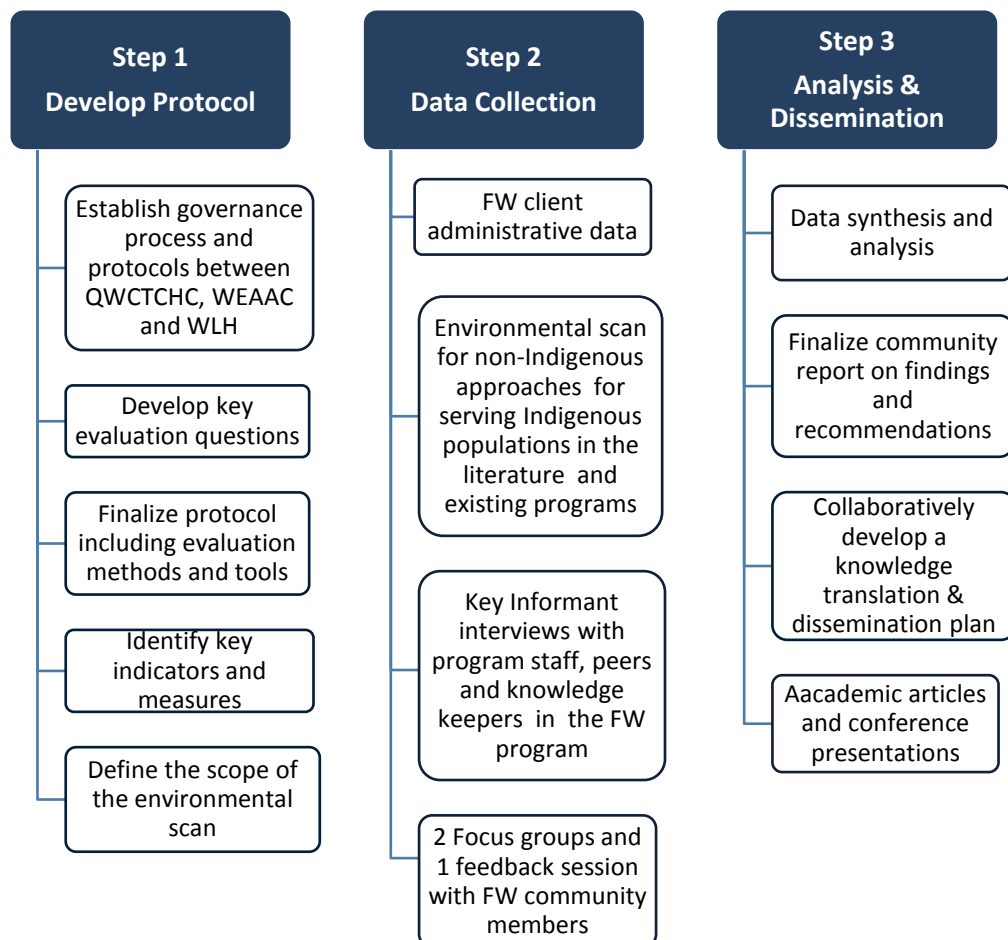 Step 1
Develop Protocol
Establish governance
process and
protocols between
QWCTCHC, WEAAC
and WLH
Develop key
evaluation questions
Finalize protocol
including evaluation
methods and tools
Identify key
indicators and
measures
Define the scope of
the environmental
scan
Step 2
Data Collection
FW client
administrative data
Environmental scan
for non-Indigenous
approaches for
serving Indigenous
populations in the
literature and
existing programs
Key Informant
interviews with
program staff, peers
and knowledge
keepers in the FW
program
2 Focus groups and
1 feedback session
with FW community
members
Step 3
Analysis &
Dissemination
Data synthesis and
analysis
Finalize community
report on findings
and
recommendations
Collaboratively
develop a
knowledge
translation &
dissemination plan
Aacademic articles
and conference
presentations